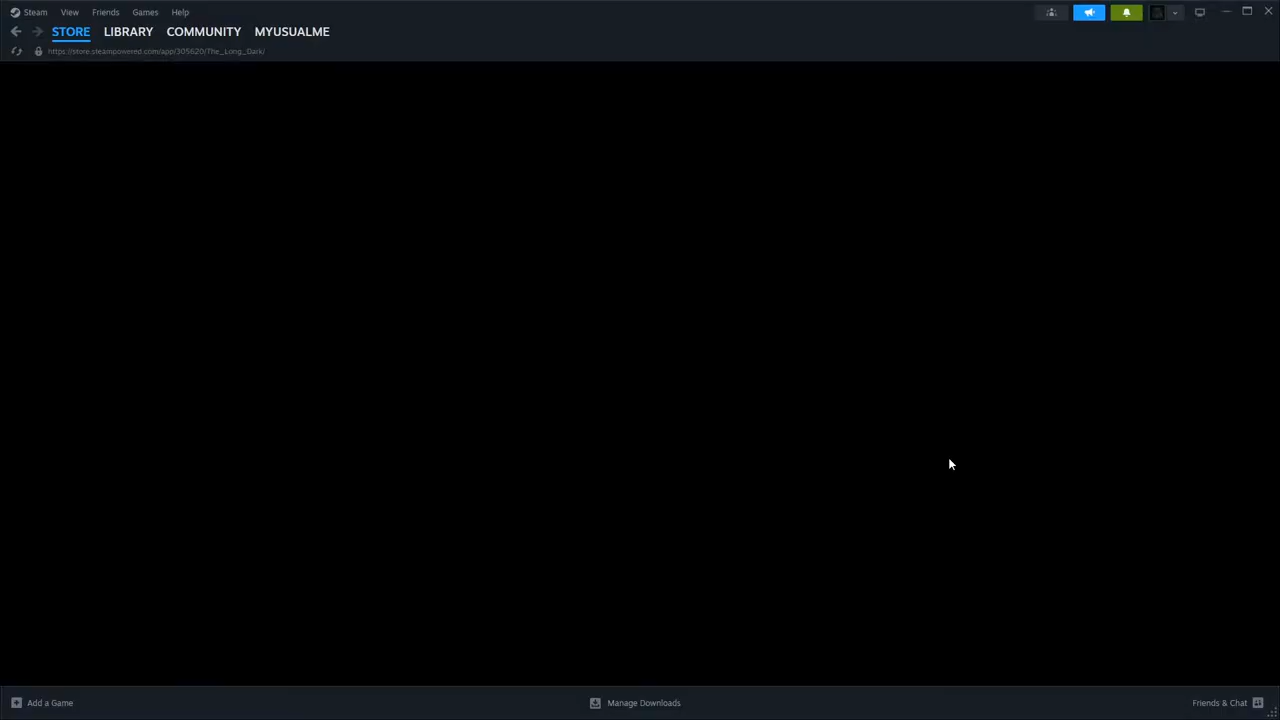 Steam View Friends Games Help
STORE LIBRARY COMMUNITY MYUSUALME
https://store.steampowered.com/app/305620/The_Long_Dark/
Add a Game Manage Downloads Friends & Chat